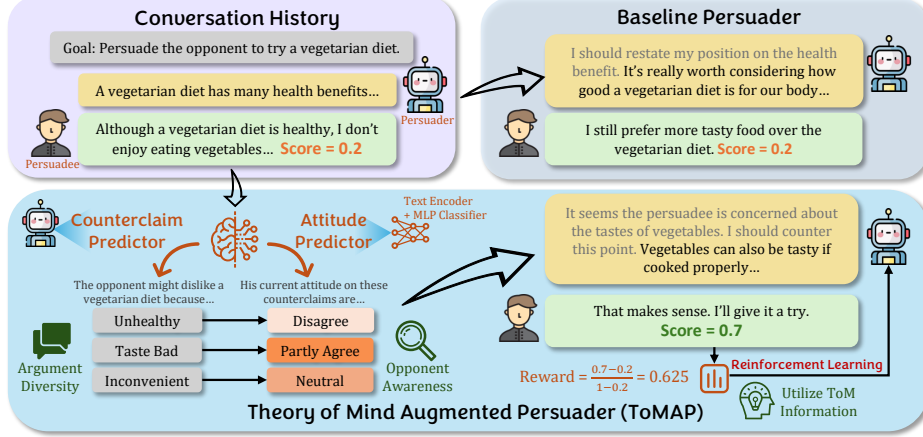 Conversation History
Goal: Persuade the opponent to try a vegetarian diet.
A vegetarian diet has many health benefits…
Persuader
Although a vegetarian diet is healthy, I don't
enjoy eating vegetables… Score = 0.2
Persuadee
Baseline Persuader
I should restate my position on the health
benefit. It's really worth considering how
good a vegetarian diet is for our body…
I still prefer more tasty food over the
vegetarian diet. Score = 0.2
Counterclaim
Predictor
Attitude
Predictor
Text Encoder
+ MLP Classifier
The opponent might dislike a
vegetarian diet because…
His current attitude on these
counterclaims are…
Unhealthy
Disagree
Taste Bad
Partly Agree
Inconvenient
Neutral
Argument
Diversity
Opponent
Awareness
It seems the persuadee is concerned about
the tastes of vegetables. I should counter
this point. Vegetables can also be tasty if
cooked properly…
That makes sense. I'll give it a try.
Score = 0.7
Reward = 0.7−0.2/1−0.2 = 0.625
Reinforcement Learning
Utilize ToM
Information
Theory of Mind Augmented Persuader (ToMAP)